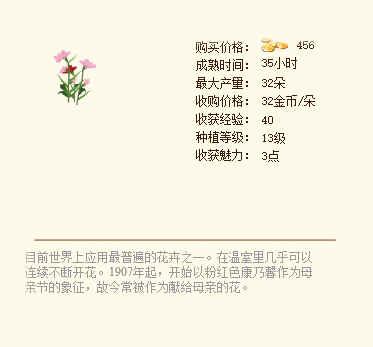 购买价格： 456
成熟时间： 35小时
最大产量： 32朵
收购价格： 32金币/朵
收获经验： 40
种植等级： 13级
收获魅力： 3点
目前世界上应用最普遍的花卉之一。在温室里几乎可以
连续不断开花。1907年起，开始以粉红色康乃馨作为母
亲节的象征，故今常被作为献给母亲的花。